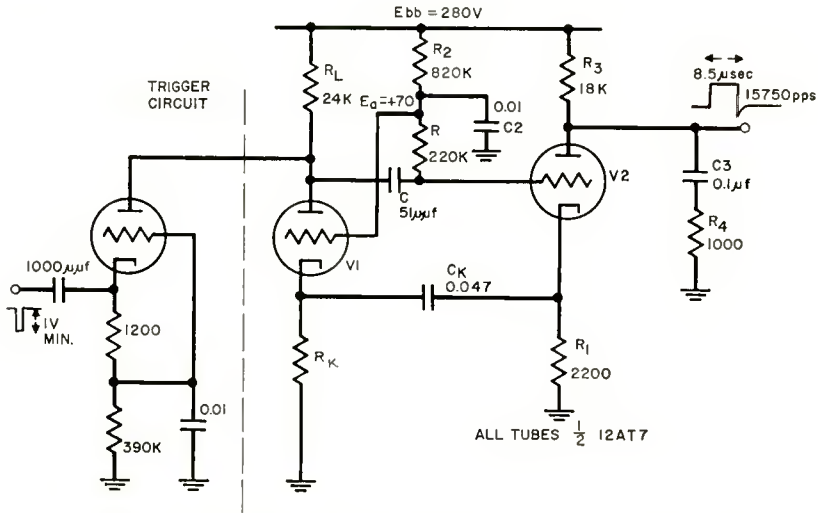 Ebb = 280V
TRIGGER
CIRCUIT
RL
24K
R2
820K
R3
18K
8.5µsec
15750pps
Ea=+70
0.01
C2
R
220K
C
51µµf
V2
C3
0.1µf
R4
1000
1000µµf
V1
1V
MIN.
1200
CK
0.047
RK
R1
2200
0.01
390K
ALL TUBES 1/2 12AT7